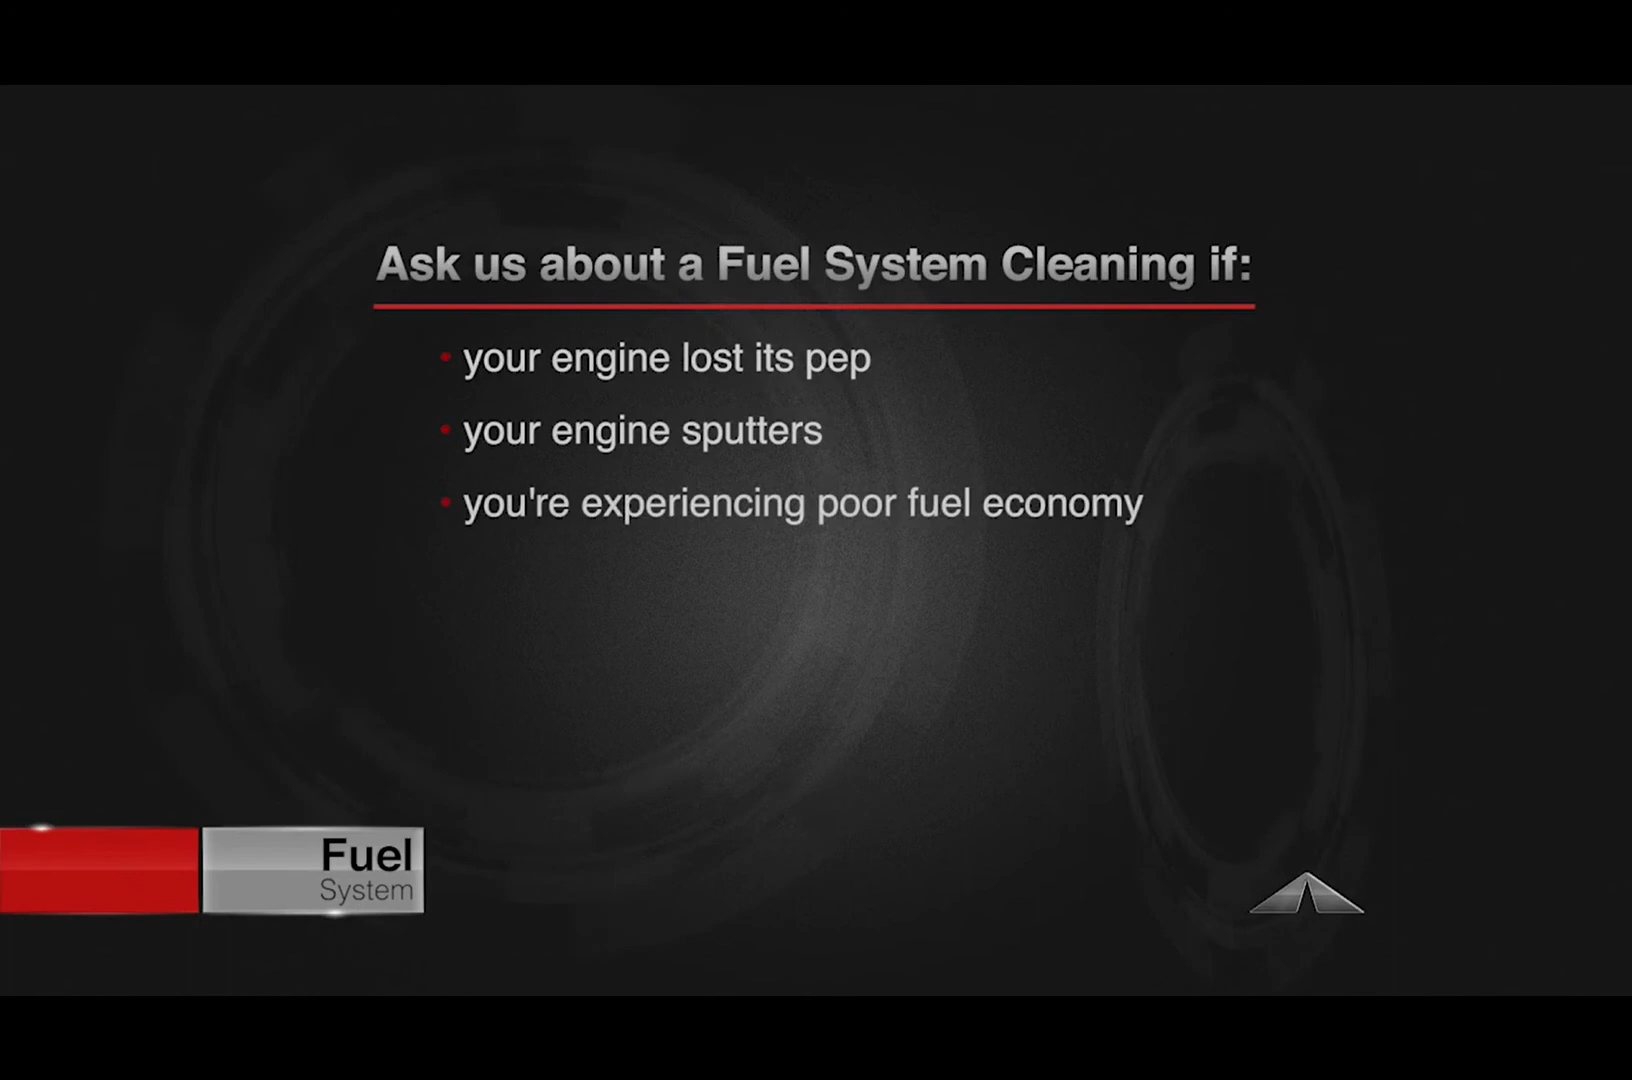 Ask us about a Fuel System Cleaning if:
• your engine lost its pep
• your engine sputters
• you're experiencing poor fuel economy
Fuel
System